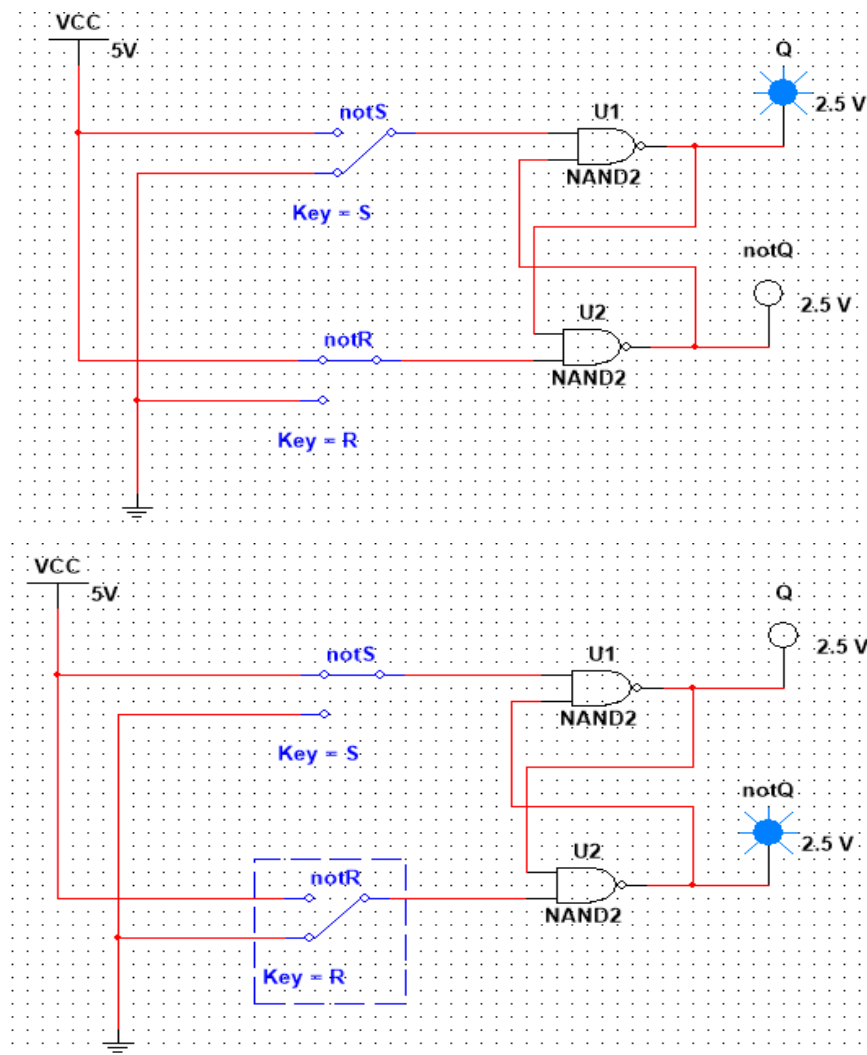 VCC
5V
Q
2.5 V
notS
U1
NAND2
Key = S
notQ
2.5 V
U2
notR
NAND2
Key = R
VCC
5V
Q
2.5 V
notS
U1
NAND2
Key = S
notQ
2.5 V
U2
notR
NAND2
Key = R